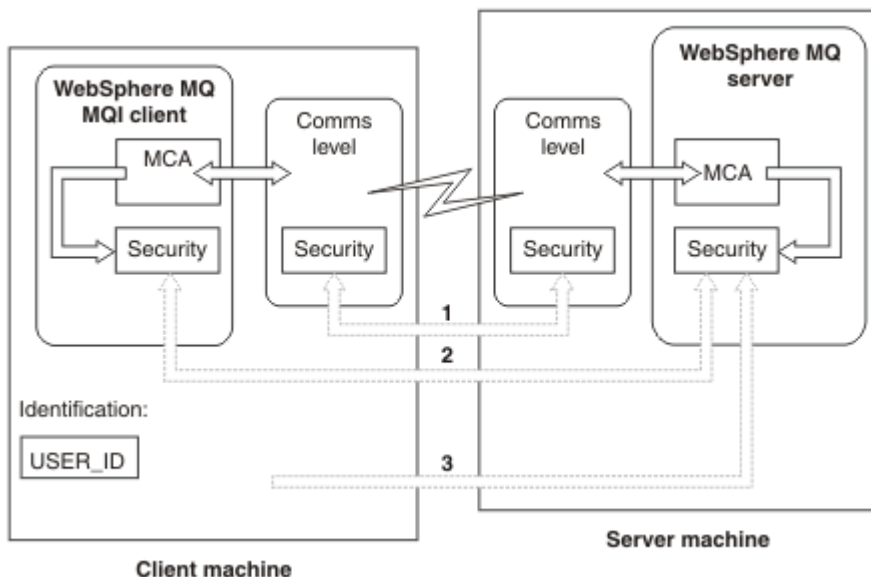 WebSphere MQ
MQI client
MCA
Security
Comms
level
Security
Comms
level
Security
WebSphere MQ
server
MCA
Security
1
2
3
Identification:
USER_ID
Client machine
Server machine